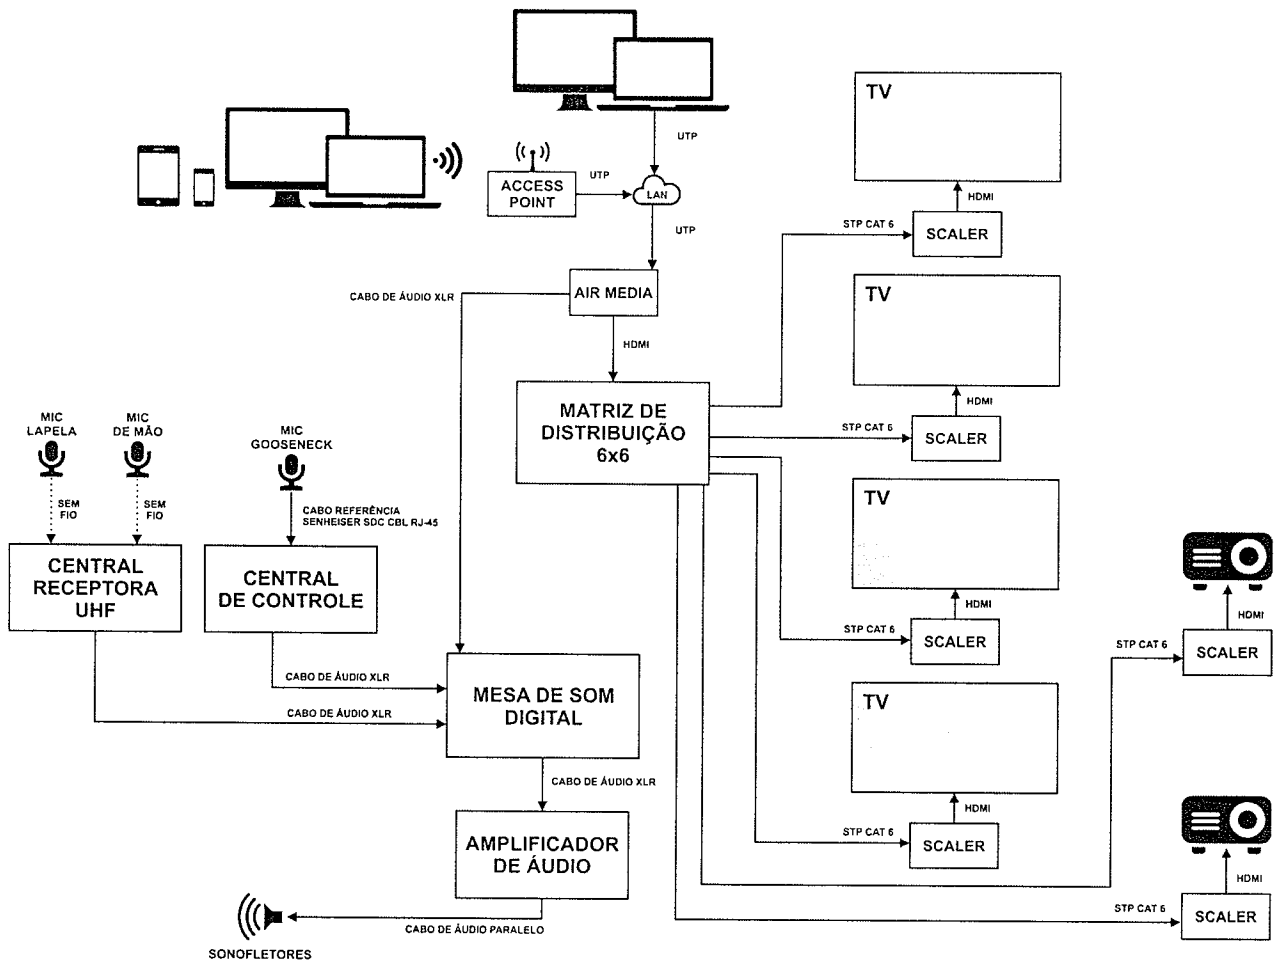 TV
UTP
ACCESS
POINT
UTP
LAN
HDMI
STP CAT 6
SCALER
UTP
CABO DE ÁUDIO XLR
AIR MEDIA
TV
HDMI
MATRIZ DE
DISTRIBUIÇÃO
6x6
HDMI
STP CAT 6
SCALER
MIC
LAPELA
MIC
DE MÃO
MIC
GOOSENECK
SEM
FIO
SEM
FIO
CABO REFERÊNCIA
SENHEISER SDC CBL RJ-45
TV
CENTRAL
RECEPTORA
UHF
CENTRAL
DE CONTROLE
HDMI
STP CAT 6
SCALER
HDMI
STP CAT 6
SCALER
CABO DE ÁUDIO XLR
CABO DE ÁUDIO XLR
MESA DE SOM
DIGITAL
TV
CABO DE ÁUDIO XLR
HDMI
STP CAT 6
SCALER
AMPLIFICADOR
DE ÁUDIO
HDMI
STP CAT 6
SCALER
CABO DE ÁUDIO PARALELO
SONOFLETORES